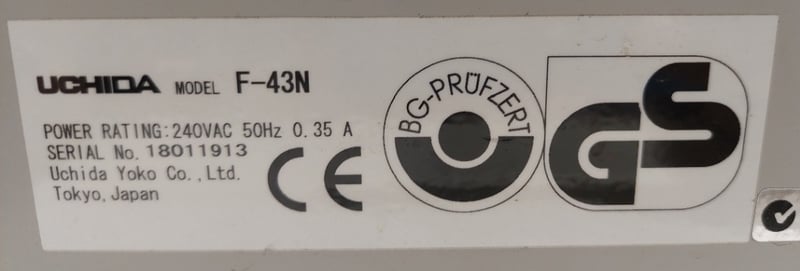 UCHIDA MODEL F-43N
POWER RATING:240VAC 50Hz 0.35 A
SERIAL No. 18011913
Uchida Yoko Co.,Ltd.
Tokyo,Japan
CE
BG-PRÜFZERT
GS